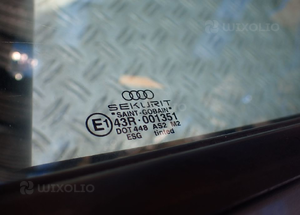 WIXOLIO
SEKURIT
"SAINT-GOBAIN"
E1 43R-001351
DOT 448 AS2 M2
ESG tinted
WIXOLIO